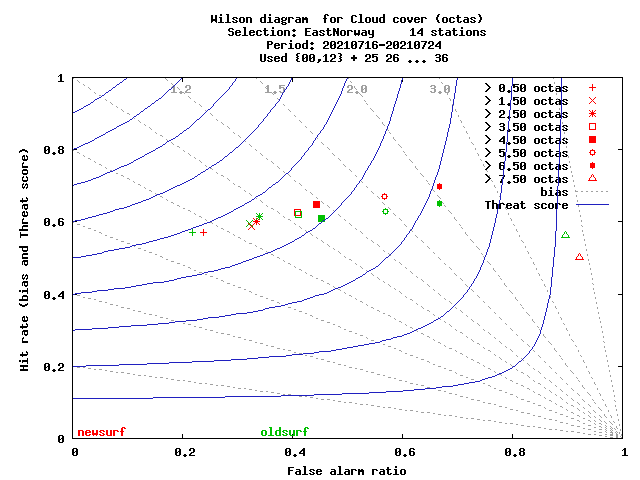 Wilson diagram  for Cloud cover (octas)
Selection: EastNorway     14 stations
Period: 20210716-20210724
Used {00,12} + 25 26 ... 36
1.2 1.5 2.0 3.0
> 0.50 octas
> 1.50 octas
> 2.50 octas
> 3.50 octas
> 4.50 octas
> 5.50 octas
> 6.50 octas
> 7.50 octas
bias
Threat score
Hit rate (bias and Threat score)
1
0.8
0.6
0.4
0.2
0
newsurf oldsurf
0 0.2 0.4 0.6 0.8 1
False alarm ratio